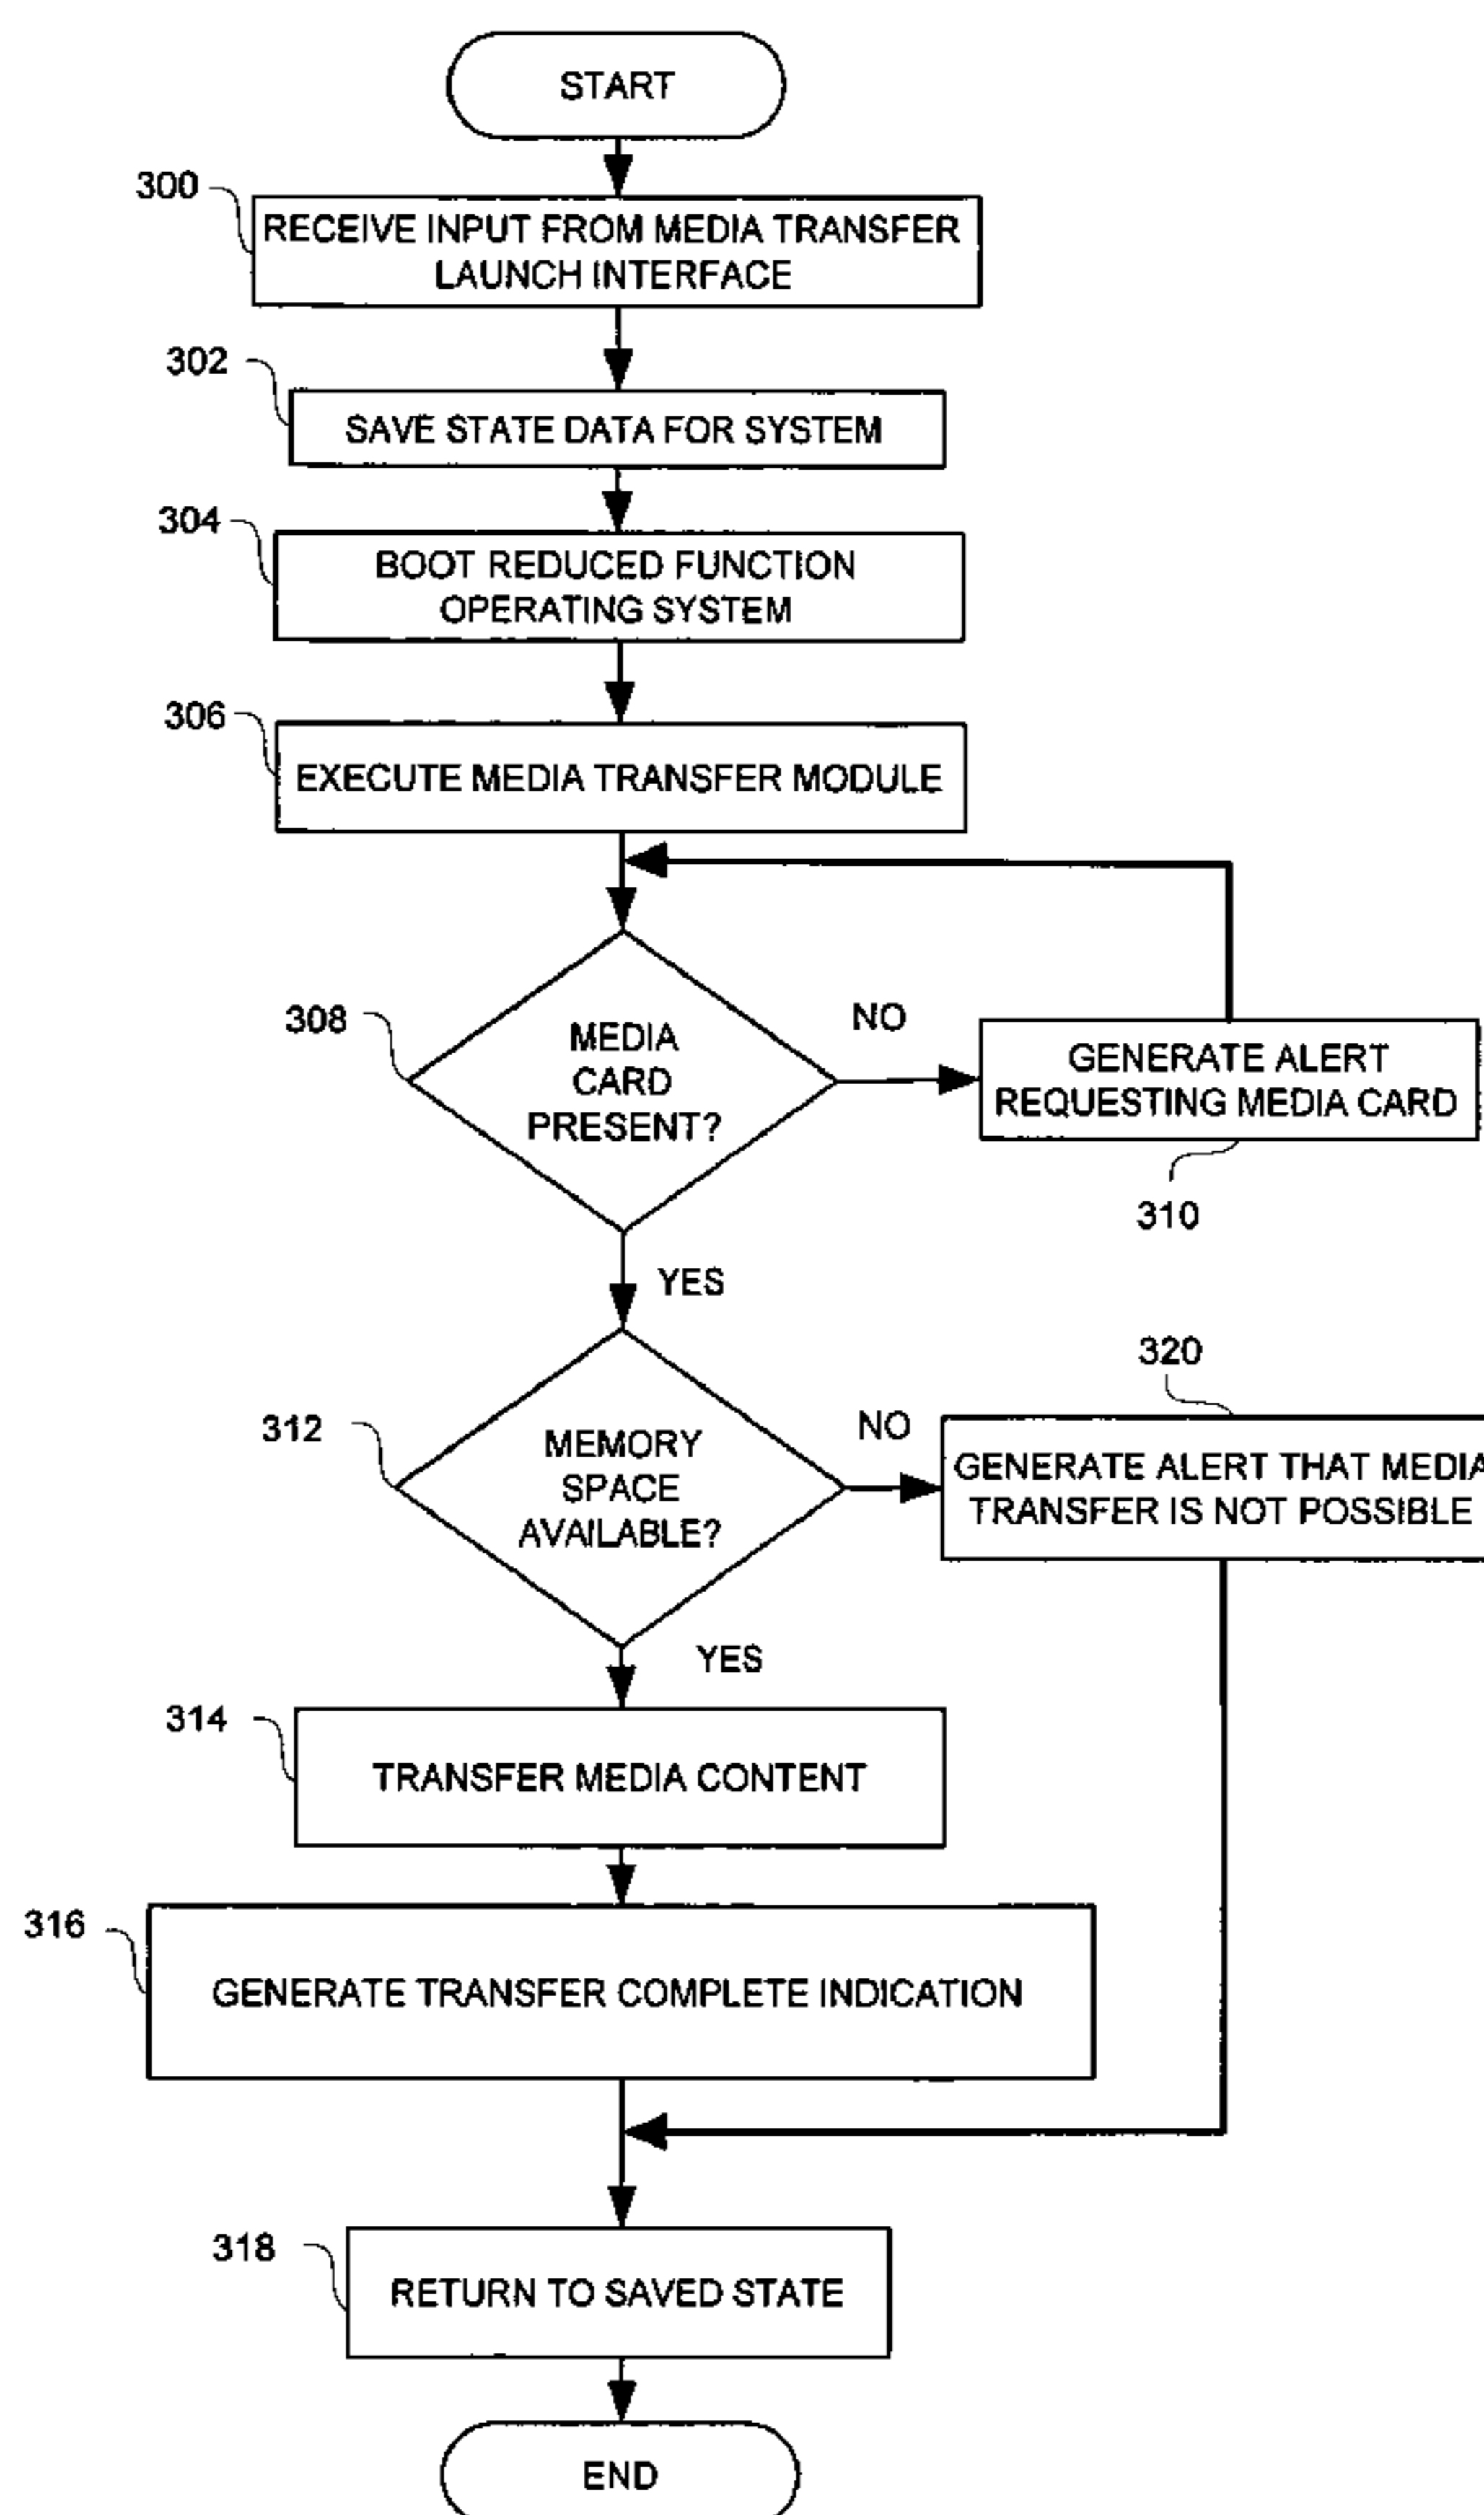 START
300
RECEIVE INPUT FROM MEDIA TRANSFER
LAUNCH INTERFACE
302
SAVE STATE DATA FOR SYSTEM
304
BOOT REDUCED FUNCTION
OPERATING SYSTEM
306
EXECUTE MEDIA TRANSFER MODULE
308
MEDIA
CARD
PRESENT?
NO
GENERATE ALERT
REQUESTING MEDIA CARD
310
YES
320
312
MEMORY
SPACE
AVAILABLE?
NO
GENERATE ALERT THAT MEDIA
TRANSFER IS NOT POSSIBLE
YES
314
TRANSFER MEDIA CONTENT
316
GENERATE TRANSFER COMPLETE INDICATION
318
RETURN TO SAVED STATE
END